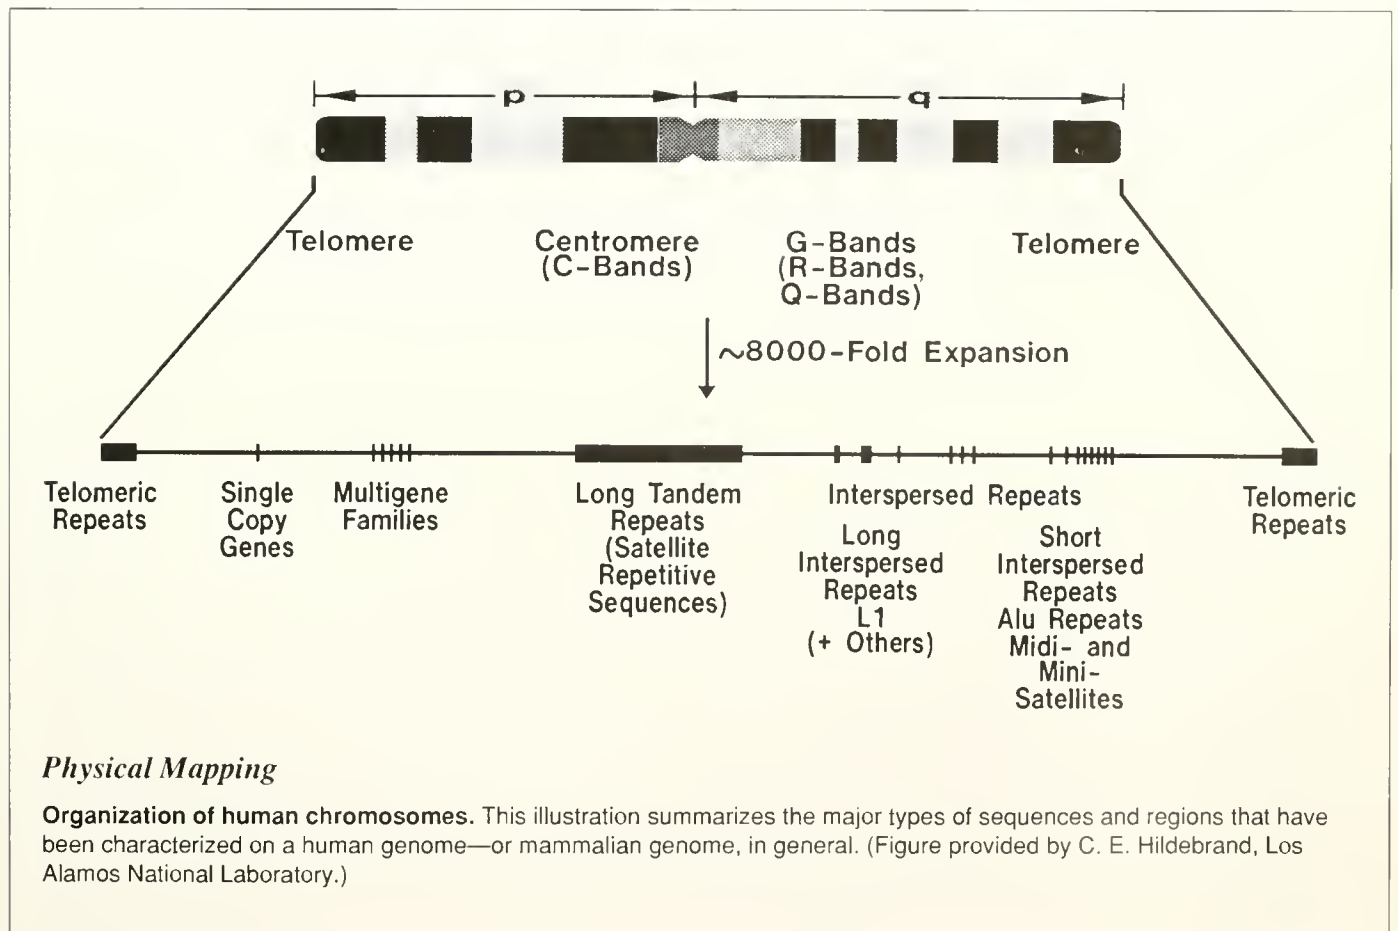 p
q
Telomere
Centromere
(C-Bands)
G-Bands
(R-Bands,
Q-Bands)
Telomere
~8000-Fold Expansion
Telomeric
Repeats
Single
Copy
Genes
Multigene
Families
Long Tandem
Repeats
(Satellite
Repetitive
Sequences)
Interspersed Repeats
Long
Interspersed
Repeats
L1
(+ Others)
Short
Interspersed
Repeats
Alu Repeats
Midi- and
Mini-
Satellites
Telomeric
Repeats
Physical Mapping
Organization of human chromosomes. This illustration summarizes the major types of sequences and regions that have
been characterized on a human genome—or mammalian genome, in general. (Figure provided by C. E. Hildebrand, Los
Alamos National Laboratory.)